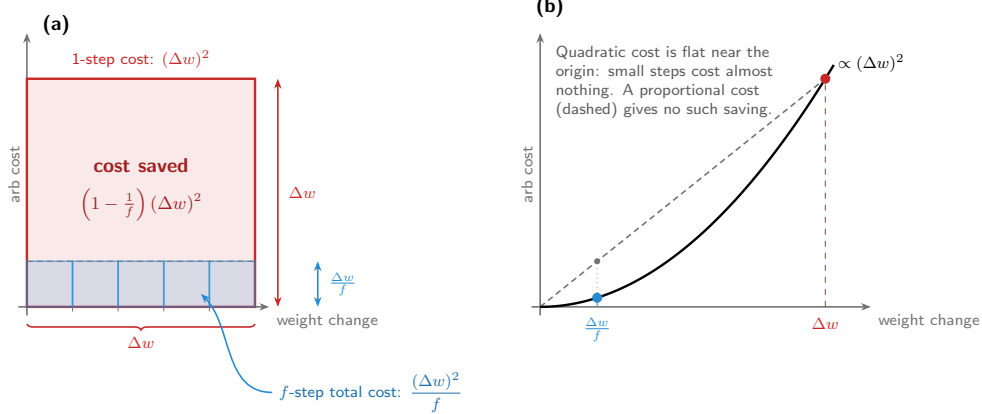 (a)
1-step cost: (Δw)²
arb cost
cost saved
(1 − 1/f) (Δw)²
Δw
Δw/f
weight change
Δw
f-step total cost: (Δw)²/f
(b)
Quadratic cost is flat near the
origin: small steps cost almost
nothing. A proportional cost
(dashed) gives no such saving.
∝ (Δw)²
arb cost
Δw/f
Δw
weight change